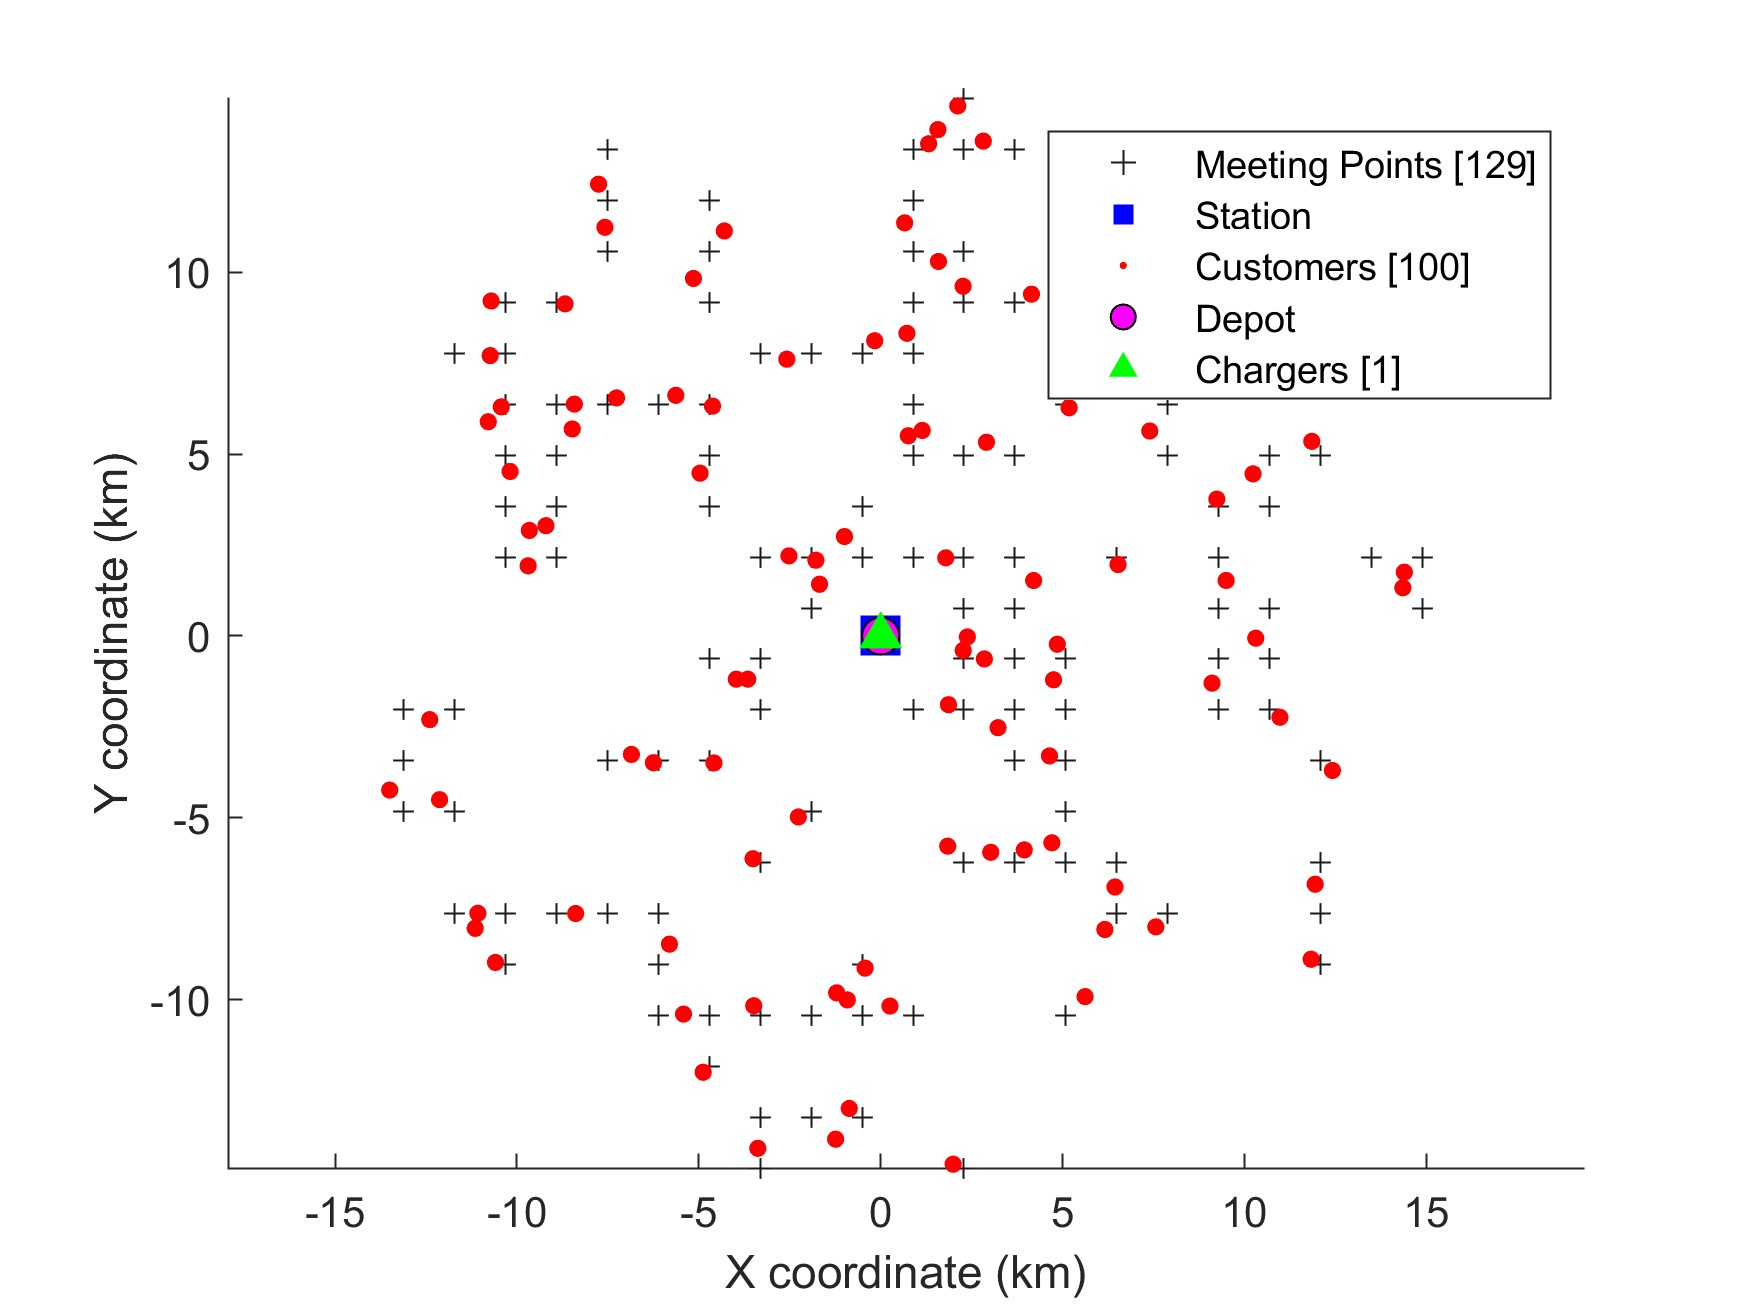 Meeting Points [129]
Station
Customers [100]
Depot
Chargers [1]
10
5
0
-5
-10
Y coordinate (km)
-15 -10 -5 0 5 10 15
X coordinate (km)